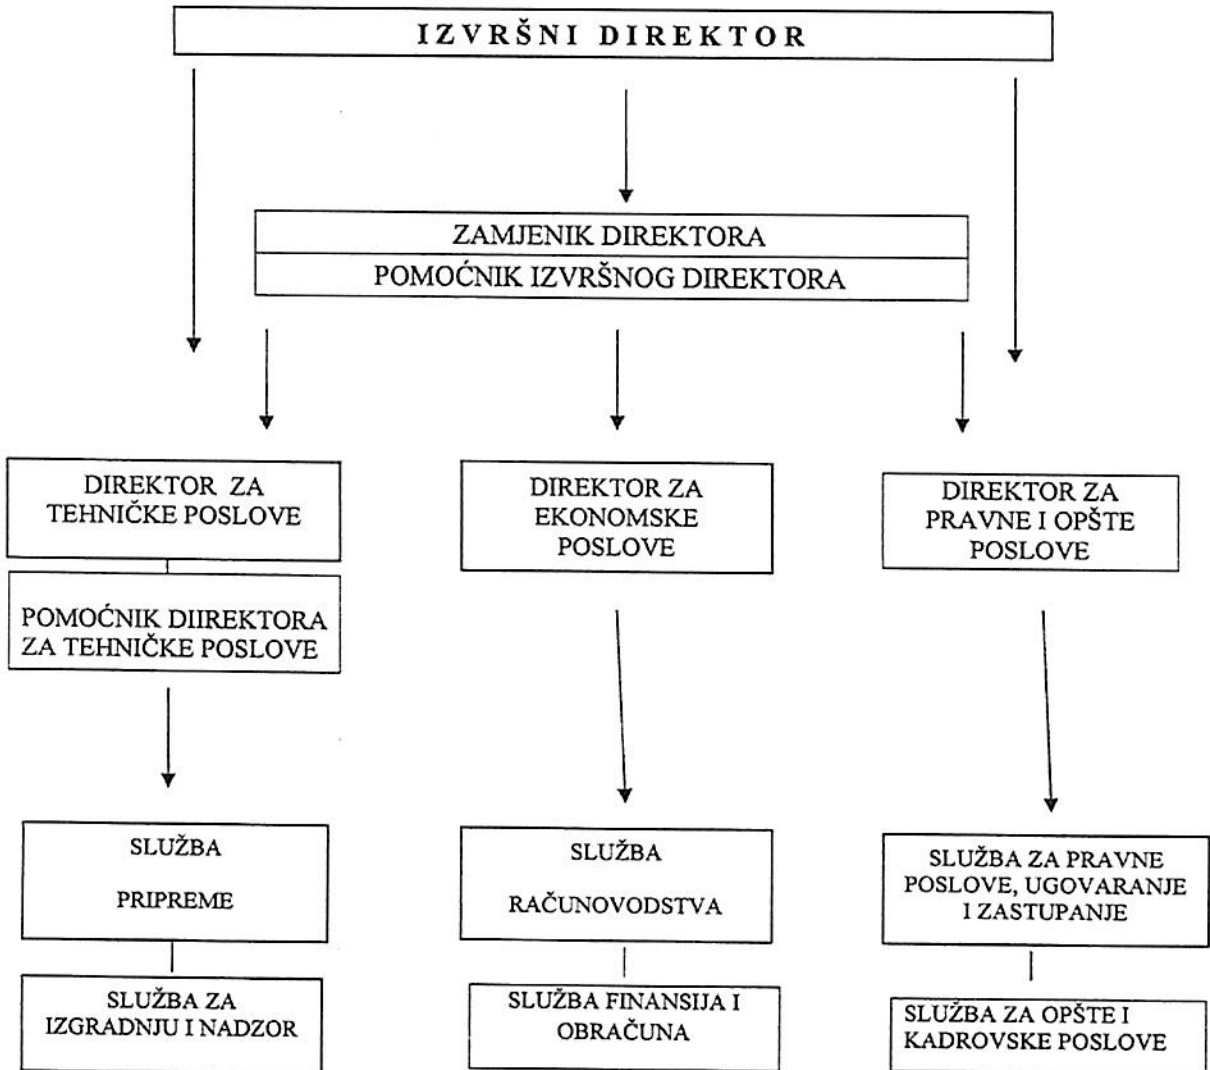 IZVRŠNI DIREKTOR
ZAMJENIK DIREKTORA
POMOĆNIK IZVRŠNOG DIREKTORA
DIREKTOR ZA
TEHNIČKE POSLOVE
POMOĆNIK DIIREKTORA
ZA TEHNIČKE POSLOVE
DIREKTOR ZA
EKONOMSKE
POSLOVE
DIREKTOR ZA
PRAVNE I OPŠTE
POSLOVE
SLUŽBA
PRIPREME
SLUŽBA ZA
IZGRADNJU I NADZOR
SLUŽBA
RAČUNOVODSTVA
SLUŽBA FINANSIJA I
OBRAČUNA
SLUŽBA ZA PRAVNE
POSLOVE, UGOVARANJE
I ZASTUPANJE
SLUŽBA ZA OPŠTE I
KADROVSKE POSLOVE